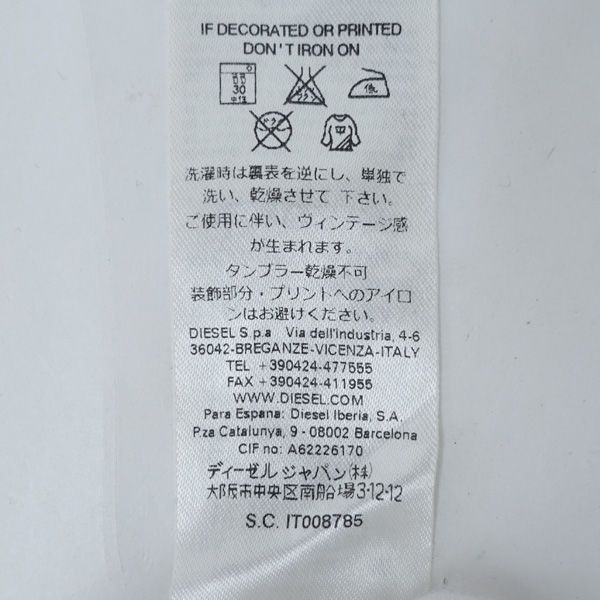 IF DECORATED OR PRINTED
DON'T IRON ON
30
中性
低
中
洗濯時は裏表を逆にし、単独で
洗い、乾燥させて 下さい。
ご使用に伴い、ヴィンテージ感
が生まれます。
タンブラー乾燥不可
装飾部分・プリントへのアイロ
ンはお避けください。
DIESEL S.p.a Via dell'industria, 4-6
36042-BREGANZE-VICENZA-ITALY
TEL +390424-477555
FAX +390424-411955
WWW.DIESEL.COM
Para Espana: Diesel Iberia, S.A.
P.za Catalunya, 9 - 08002 Barcelona
CIF no: A62226170
ディーゼル ジャパン(株)
大阪市中央区南船場3-12-12
S.C. IT008785